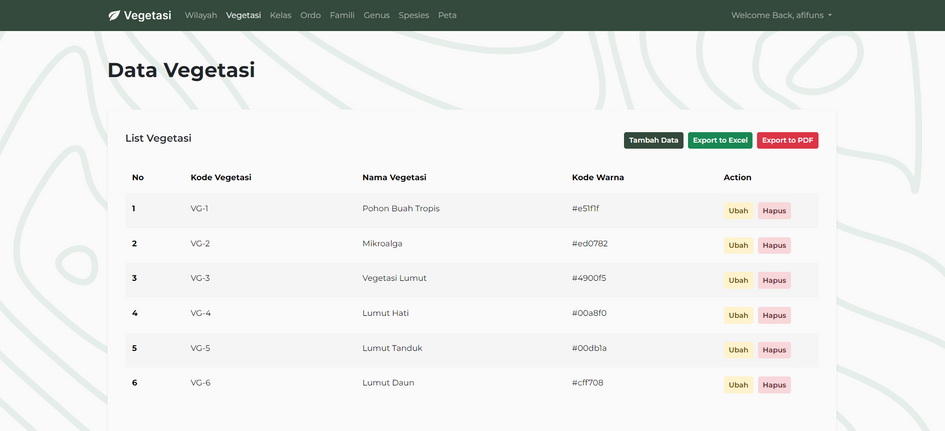 Vegetasi Wilayah Vegetasi Kelas Ordo Famili Genus Spesies Peta Welcome Back, afifuns
Data Vegetasi
List Vegetasi Tambah Data Export to Excel Export to PDF
No Kode Vegetasi Nama Vegetasi Kode Warna Action
1 VG-1 Pohon Buah Tropis #e51f1f Ubah Hapus
2 VG-2 Mikroalga #ed0782 Ubah Hapus
3 VG-3 Vegetasi Lumut #4900f5 Ubah Hapus
4 VG-4 Lumut Hati #00a8f0 Ubah Hapus
5 VG-5 Lumut Tanduk #00db1a Ubah Hapus
6 VG-6 Lumut Daun #cff708 Ubah Hapus